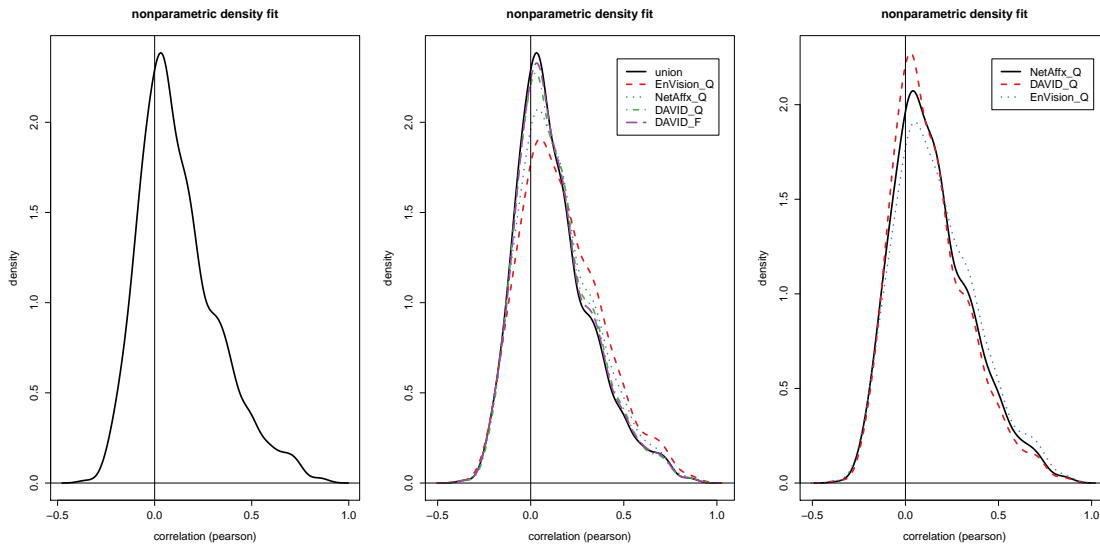 nonparametric density fit
density
2.0
1.5
1.0
0.5
0.0
−0.5
0.0
0.5
1.0
correlation (pearson)
nonparametric density fit
union
EnVision_Q
NetAffx_Q
DAVID_Q
DAVID_F
density
2.0
1.5
1.0
0.5
0.0
−0.5
0.0
0.5
1.0
correlation (pearson)
nonparametric density fit
NetAffx_Q
DAVID_Q
EnVision_Q
density
2.0
1.5
1.0
0.5
0.0
−0.5
0.0
0.5
1.0
correlation (pearson)